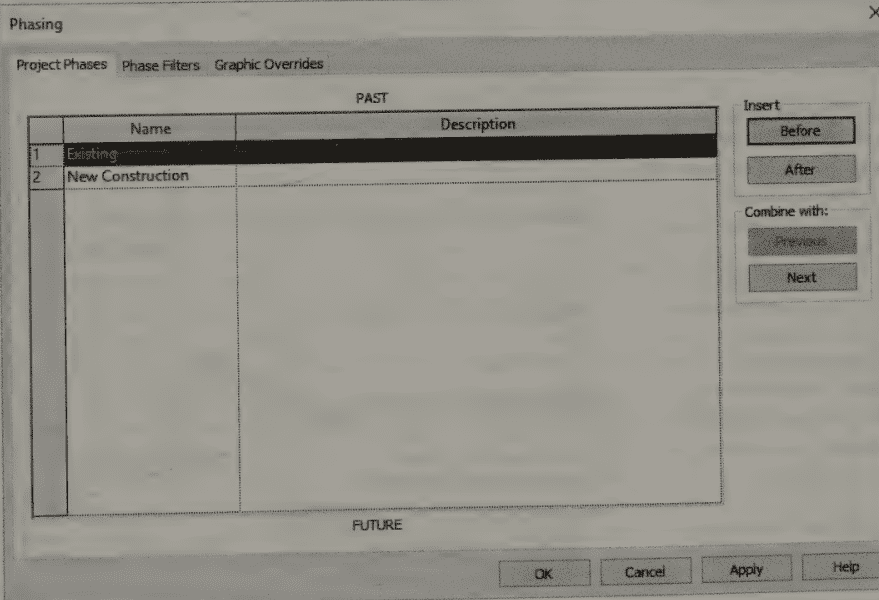 Phasing
Project Phases Phase Filters Graphic Overrides
PAST
Name Description
1 Existing
2 New Construction
FUTURE
Insert
Before
After
Combine with:
Previous
Next
OK Cancel Apply Help